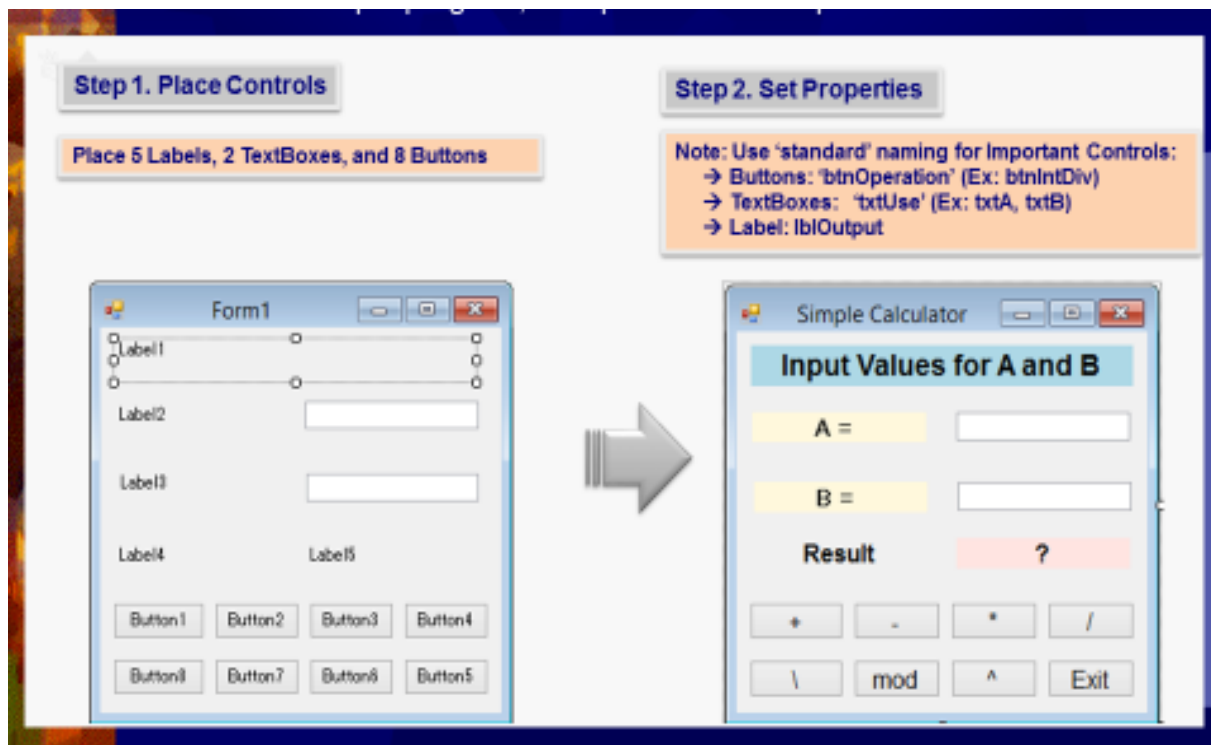 Step 1. Place Controls
Place 5 Labels, 2 TextBoxes, and 8 Buttons
Form1
Label1
Label2
Label3
Label4 Label5
Button1 Button2 Button3 Button4
Button8 Button7 Button6 Button5
Step 2. Set Properties
Note: Use ‘standard’ naming for Important Controls:
→ Buttons: ‘btnOperation’ (Ex: btnIntDiv)
→ TextBoxes: ‘txtUse’ (Ex: txtA, txtB)
→ Label: lblOutput
Simple Calculator
Input Values for A and B
A =
B =
Result ?
+ - * /
\ mod ^ Exit